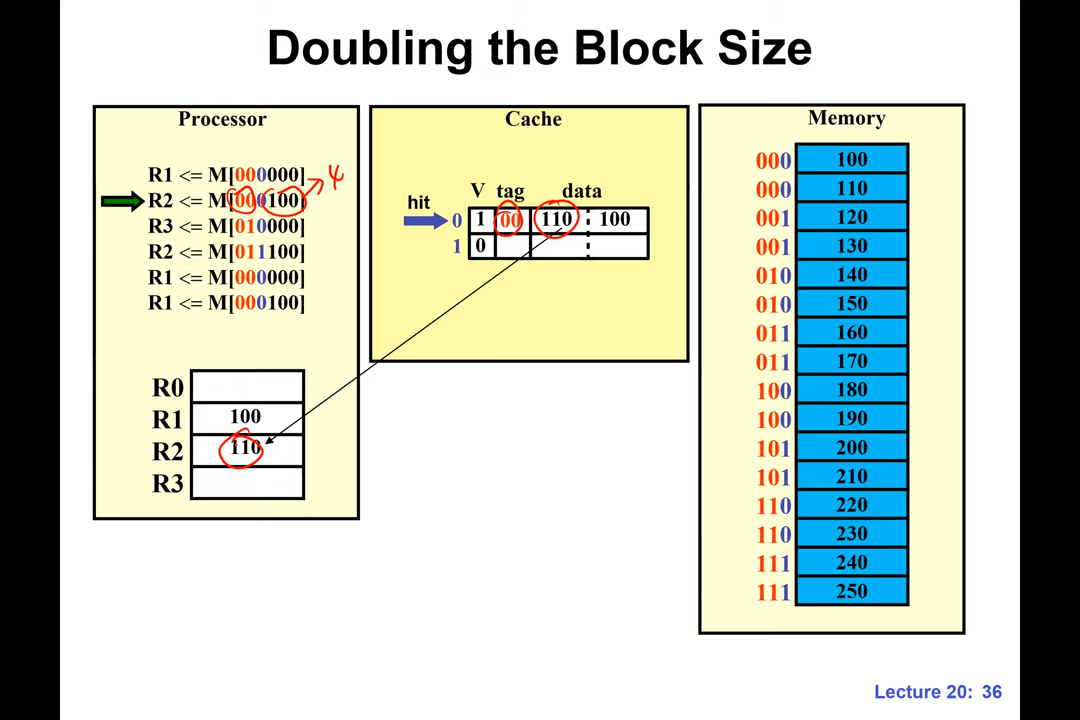 Doubling the Block Size
Processor
R1 <= M[000000]
R2 <= M[000100]
4
R3 <= M[010000]
R2 <= M[011100]
R1 <= M[000000]
R1 <= M[000100]
R0
R1 100
R2 110
R3
Cache
V tag data
hit
0 1 00 110 100
1 0
Memory
000 100
000 110
001 120
001 130
010 140
010 150
011 160
011 170
100 180
100 190
101 200
101 210
110 220
110 230
111 240
111 250
Lecture 20: 36